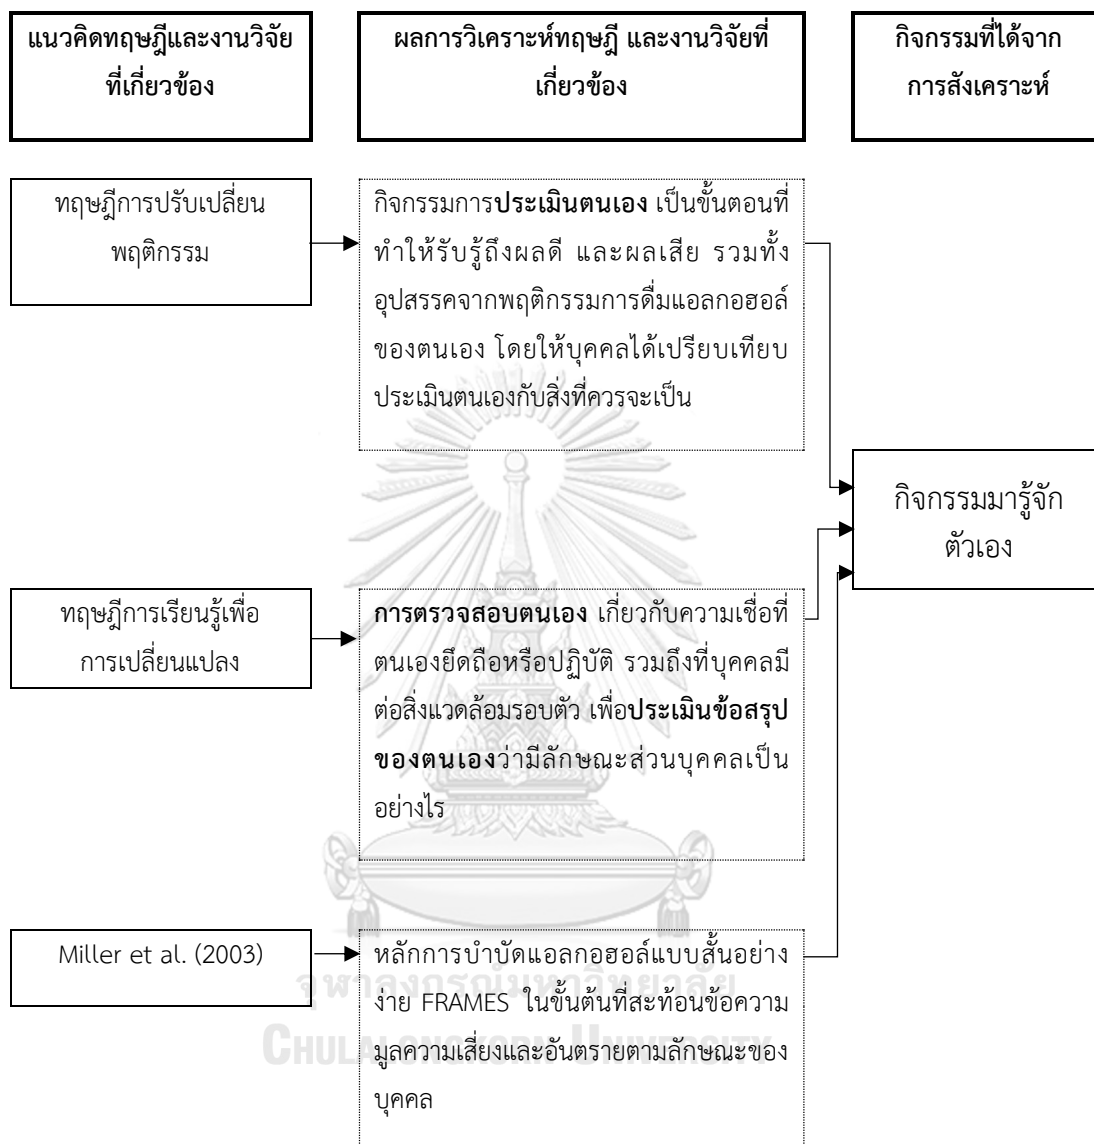 แนวคิดทฤษฎีและงานวิจัย
ที่เกี่ยวข้อง
ผลการวิเคราะห์ทฤษฎี และงานวิจัยที่
เกี่ยวข้อง
กิจกรรมที่ได้จาก
การสังเคราะห์
ทฤษฎีการปรับเปลี่ยน
พฤติกรรม
กิจกรรมการประเมินตนเอง เป็นขั้นตอนที่
ทำให้รับรู้ถึงผลดี และผลเสีย รวมทั้ง
อุปสรรคจากพฤติกรรมการดื่มแอลกอฮอล์
ของตนเอง โดยให้บุคคลได้เปรียบเทียบ
ประเมินตนเองกับสิ่งที่ควรจะเป็น
กิจกรรมมารู้จัก
ตัวเอง
ทฤษฎีการเรียนรู้เพื่อ
การเปลี่ยนแปลง
การตรวจสอบตนเอง เกี่ยวกับความเชื่อที่
ตนเองยึดถือหรือปฏิบัติ รวมถึงที่บุคคลมี
ต่อสิ่งแวดล้อมรอบตัว เพื่อประเมินข้อสรุป
ของตนเองว่ามีลักษณะส่วนบุคคลเป็น
อย่างไร
Miller et al. (2003)
หลักการบำบัดแอลกอฮอล์แบบสั้นอย่าง
ง่าย FRAMES ในขั้นต้นที่สะท้อนข้อความ
มูลความเสี่ยงและอันตรายตามลักษณะของ
บุคคล
จุฬาลงกรณ์มหาวิทยาลัย
CHULALONGKORN UNIVERSITY